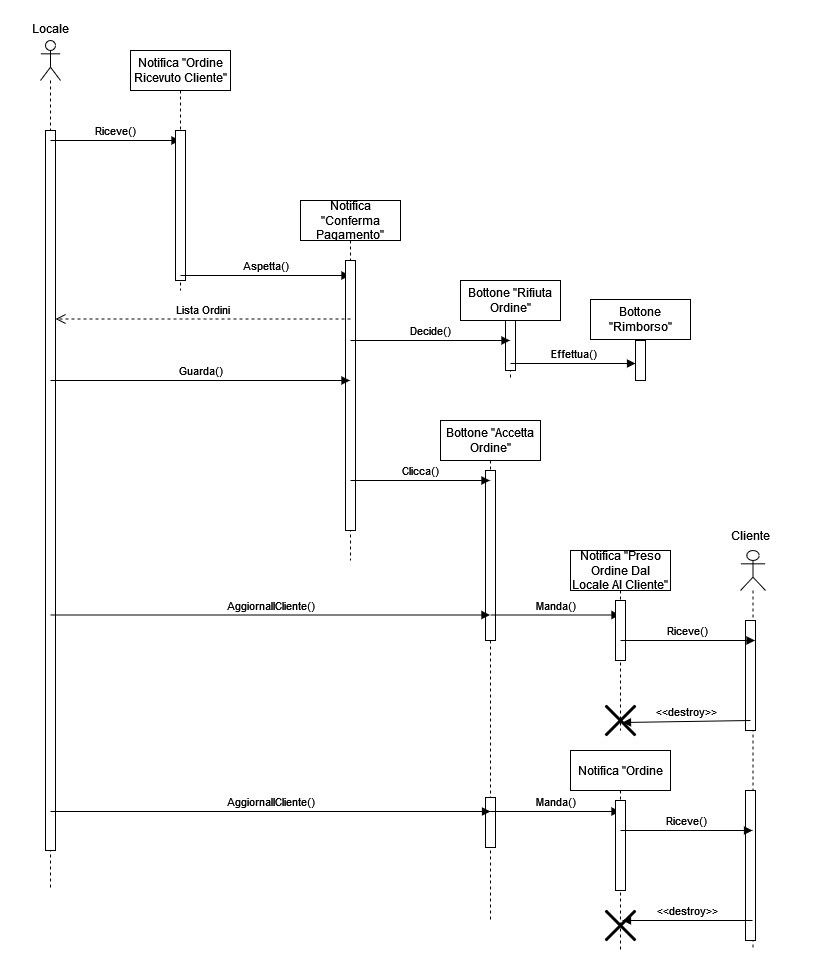 Locale
Notifica "Ordine
Ricevuto Cliente"
Riceve()
Notifica
"Conferma
Pagamento"
Aspetta()
Bottone "Rifiuta
Ordine"
Bottone
"Rimborso"
Lista Ordini
Decide()
Effettua()
Guarda()
Bottone "Accetta
Ordine"
Clicca()
Cliente
Notifica "Preso
Ordine Dal
Locale Al Cliente"
AggiornaIlCliente()
Manda()
Riceve()
<<destroy>>
Notifica "Ordine
AggiornaIlCliente()
Manda()
Riceve()
<<destroy>>